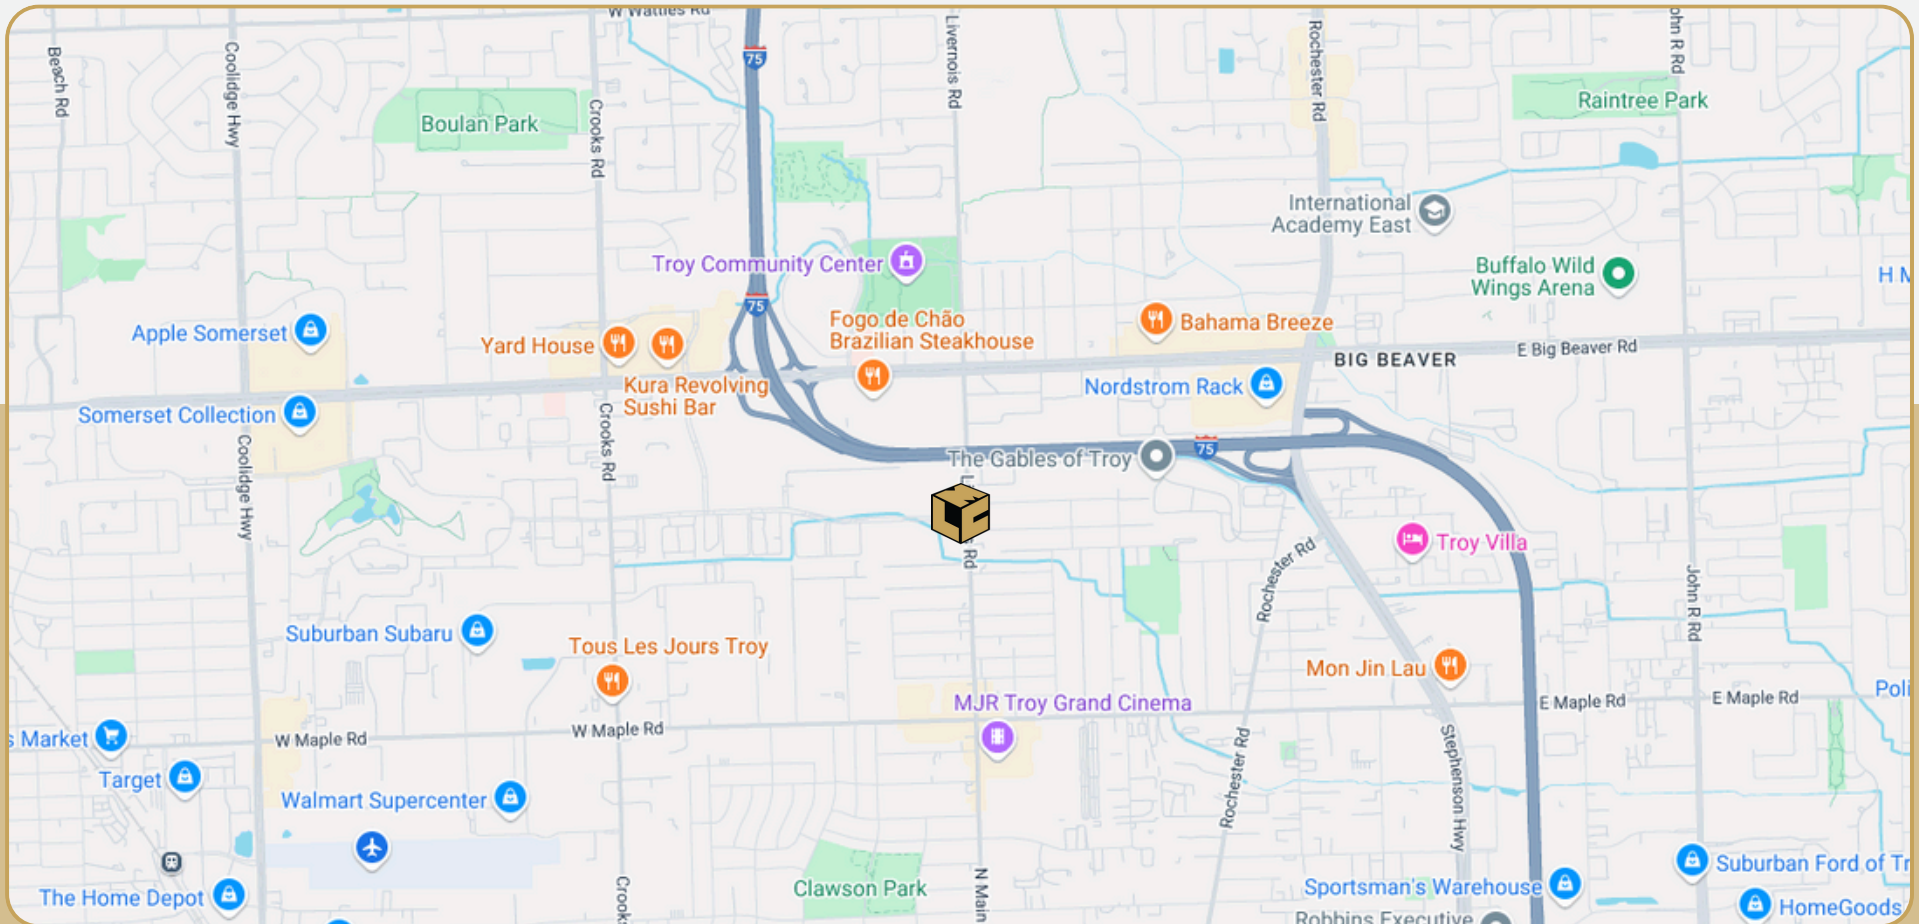 W Wattles Rd
75
Beach Rd
Coolidge Hwy
Crooks Rd
Livernois Rd
Rochester Rd
ohn R Rd
Boulan Park
Raintree Park
International
Academy East
Troy Community Center
Buffalo Wild
Wings Arena
H M
75
Apple Somerset
Yard House
Fogo de Chão
Brazilian Steakhouse
Bahama Breeze
E Big Beaver Rd
BIG BEAVER
Kura Revolving
Sushi Bar
Nordstrom Rack
Somerset Collection
Coolidge Hwy
Crooks Rd
The Gables of Troy
75
Rd
Troy Villa
Rochester Rd
John R Rd
Suburban Subaru
Tous Les Jours Troy
Mon Jin Lau
MJR Troy Grand Cinema
E Maple Rd
E Maple Rd
Poli
s Market
W Maple Rd
W Maple Rd
Target
Walmart Supercenter
Rochester Rd
Stephenson Hwy
The Home Depot
Crook
Clawson Park
N Main
Sportsman's Warehouse
Suburban Ford of Tr
HomeGoods
Robbins Executive